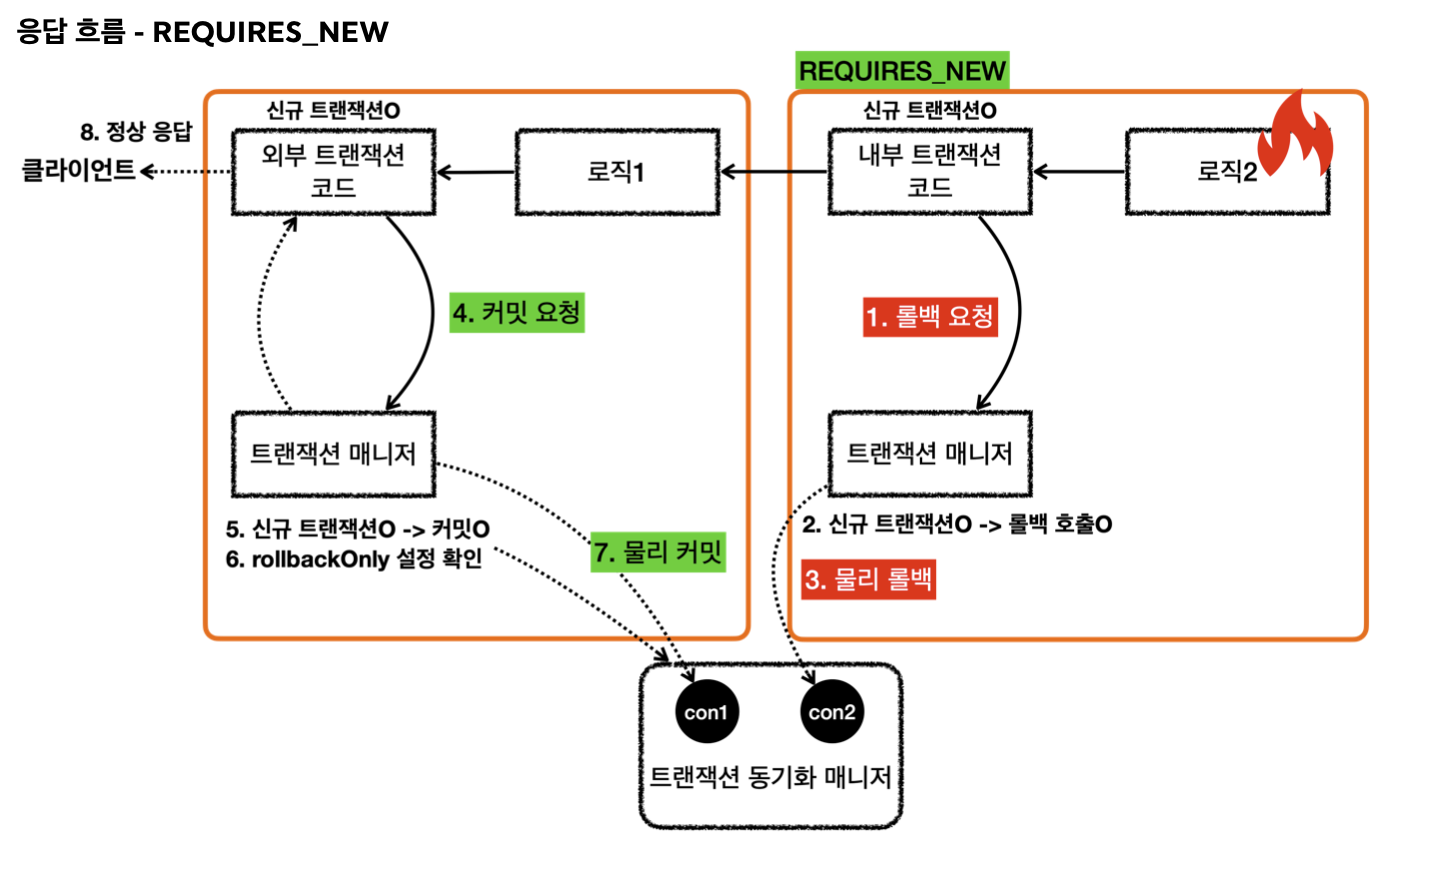 응답 흐름 - REQUIRES_NEW
REQUIRES_NEW
신규 트랜잭션O
신규 트랜잭션O
8. 정상 응답
클라이언트
외부 트랜잭션
코드
로직1
내부 트랜잭션
코드
로직2
4. 커밋 요청
1. 롤백 요청
트랜잭션 매니저
트랜잭션 매니저
5. 신규 트랜잭션O -> 커밋O
6. rollbackOnly 설정 확인
7. 물리 커밋
2. 신규 트랜잭션O -> 롤백 호출O
3. 물리 롤백
con1
con2
트랜잭션 동기화 매니저